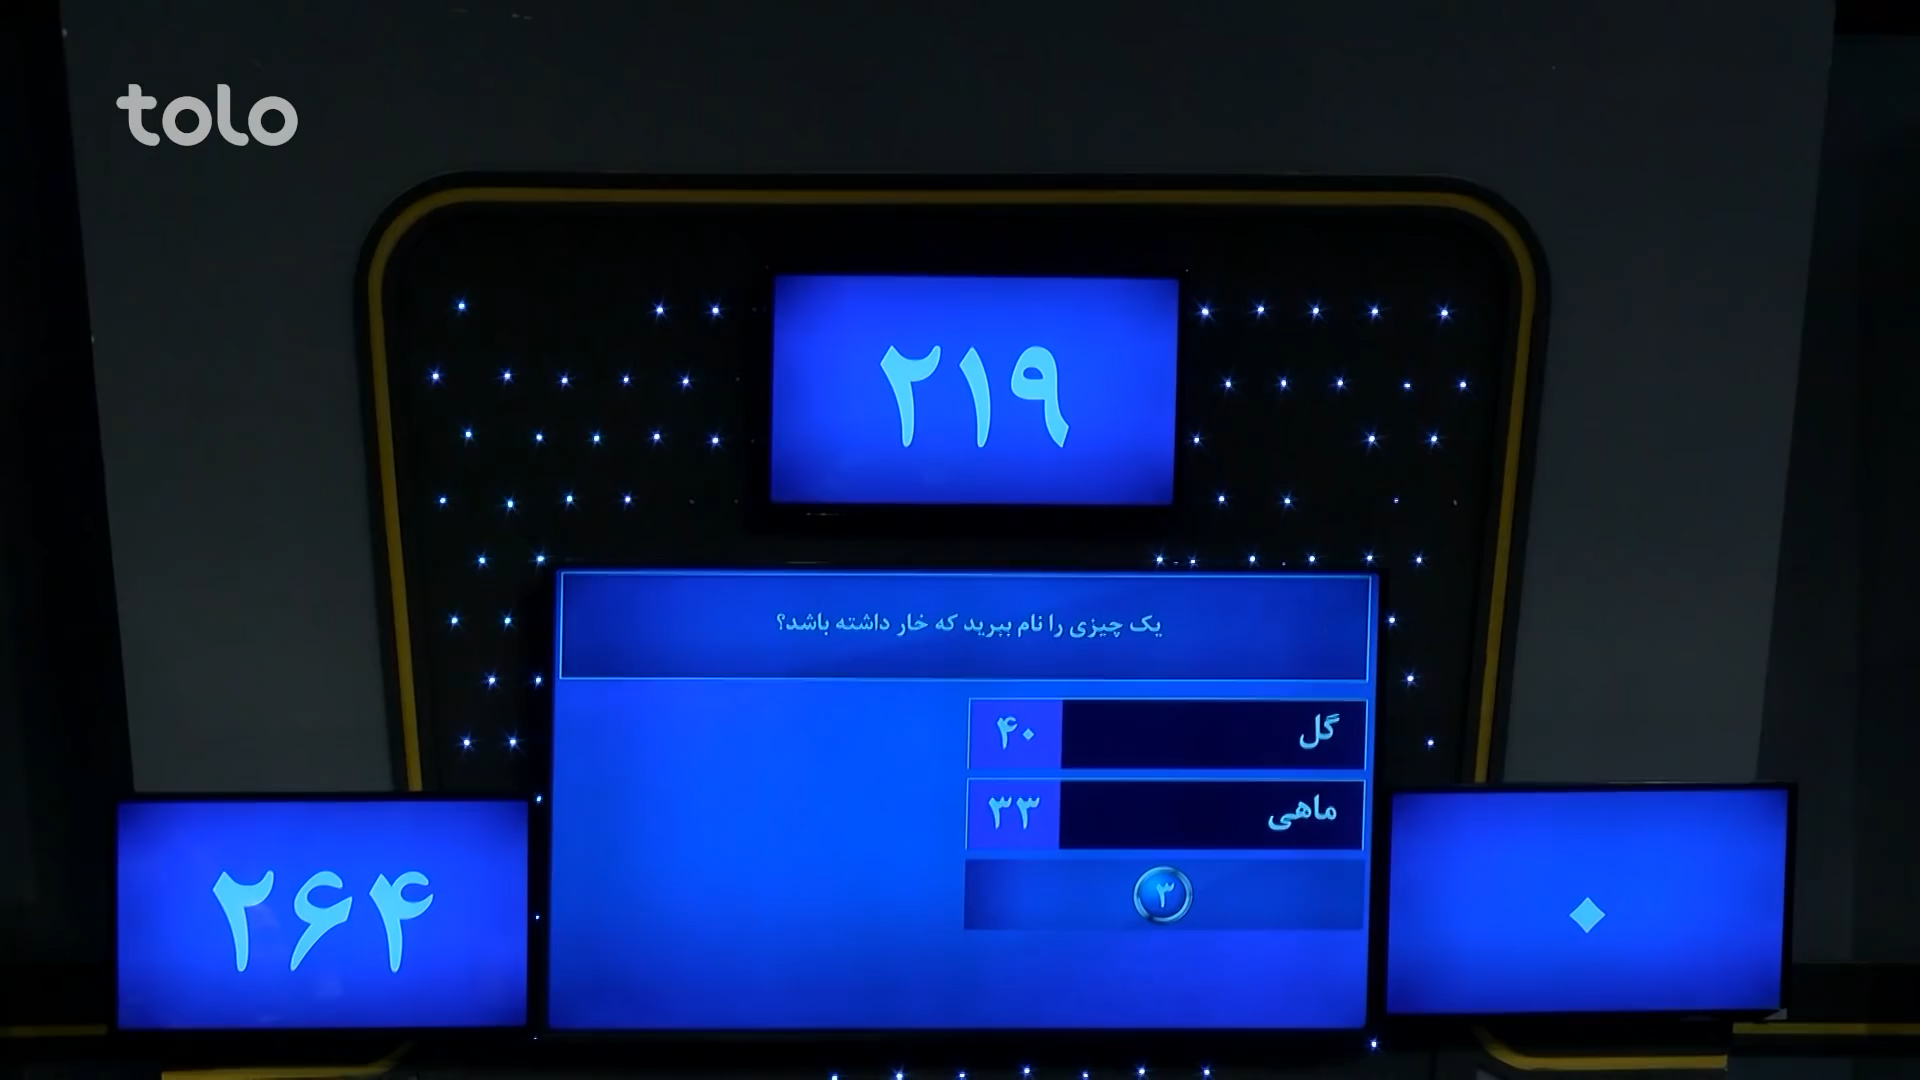 tolo
۲۱۹
یک چیزی را نام ببرید که خار داشته باشد؟
گل ۴۰
ماهی ۳۳
۳
۲۶۴
۰